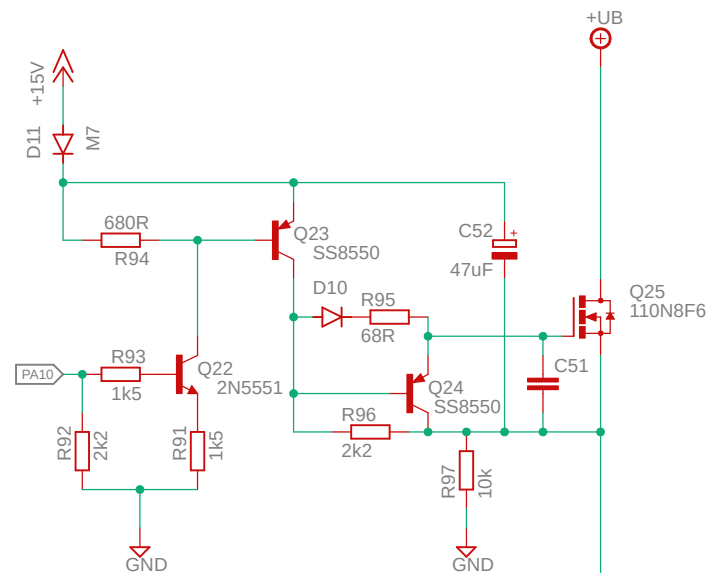 +UB
+15V
D11
M7
680R
R94
Q23
SS8550
C52
+
47uF
D10
R95
68R
Q25
110N8F6
PA10
R93
1k5
Q22
2N5551
Q24
SS8550
C51
R92
2k2
R91
1k5
R96
2k2
R97
10k
GND
GND